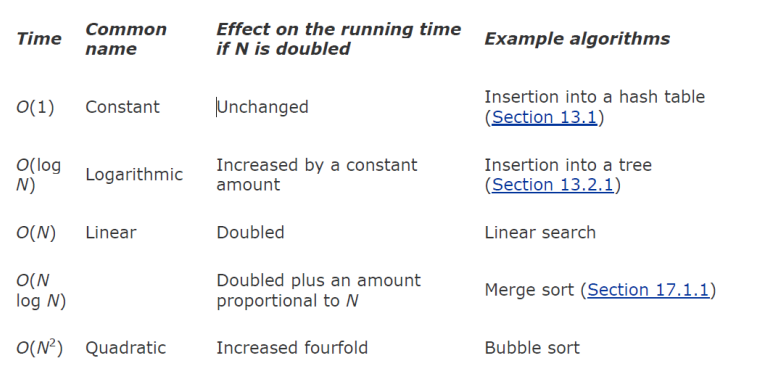 Time Common name Effect on the running time if N is doubled Example algorithms
O(1) Constant Unchanged Insertion into a hash table (Section 13.1)
O(log N) Logarithmic Increased by a constant amount Insertion into a tree (Section 13.2.1)
O(N) Linear Doubled Linear search
O(N log N) Doubled plus an amount proportional to N Merge sort (Section 17.1.1)
O(N²) Quadratic Increased fourfold Bubble sort